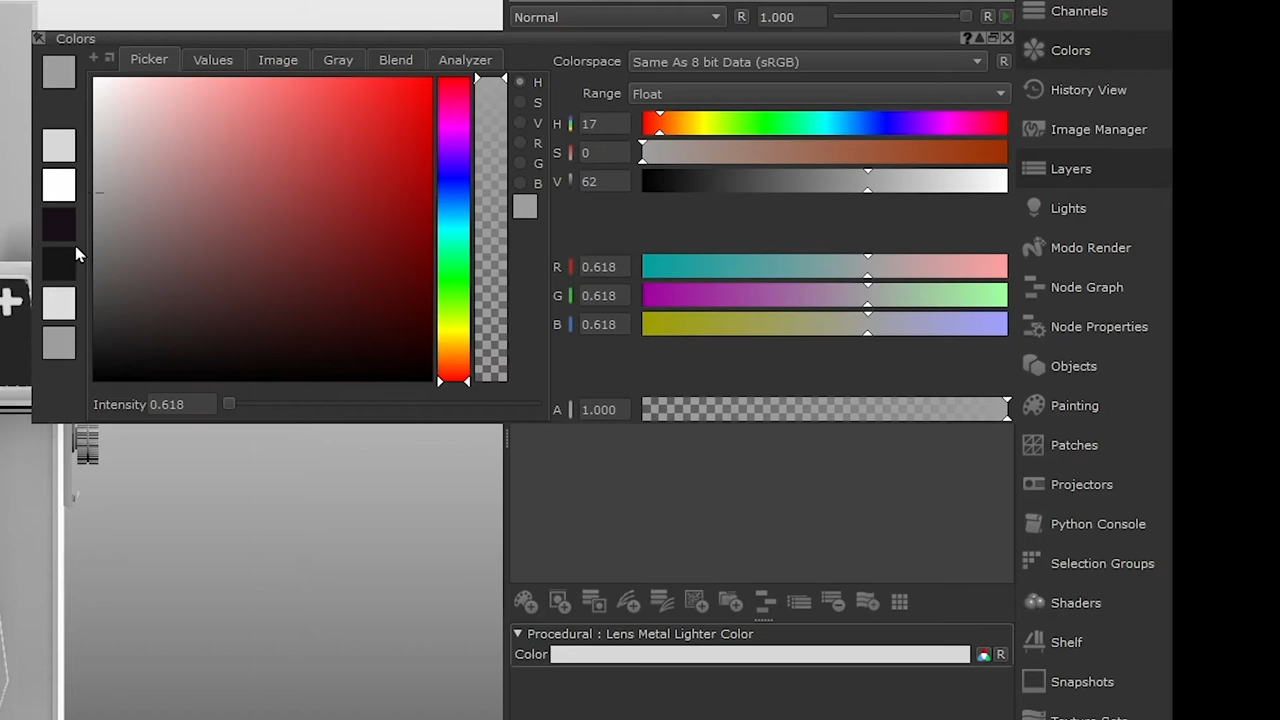 Normal R 1.000 R
Channels
Colors ?
Colors
Picker Values Image Gray Blend Analyzer
Colorspace Same As 8 bit Data (sRGB) R
Range Float
H
S
V
R
G
B
H 17
S 0
V 62
R 0.618
G 0.618
B 0.618
Intensity 0.618
A 1.000
History View
Image Manager
Layers
Lights
Modo Render
Node Graph
Node Properties
Objects
Painting
Patches
Projectors
Python Console
Selection Groups
Shaders
Shelf
Snapshots
Procedural : Lens Metal Lighter Color
Color R